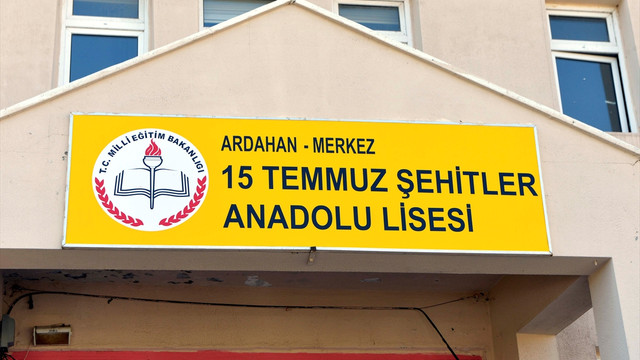 T.C. MİLLİ EĞİTİM BAKANLIĞI
ARDAHAN - MERKEZ
15 TEMMUZ ŞEHİTLER
ANADOLU LİSESİ